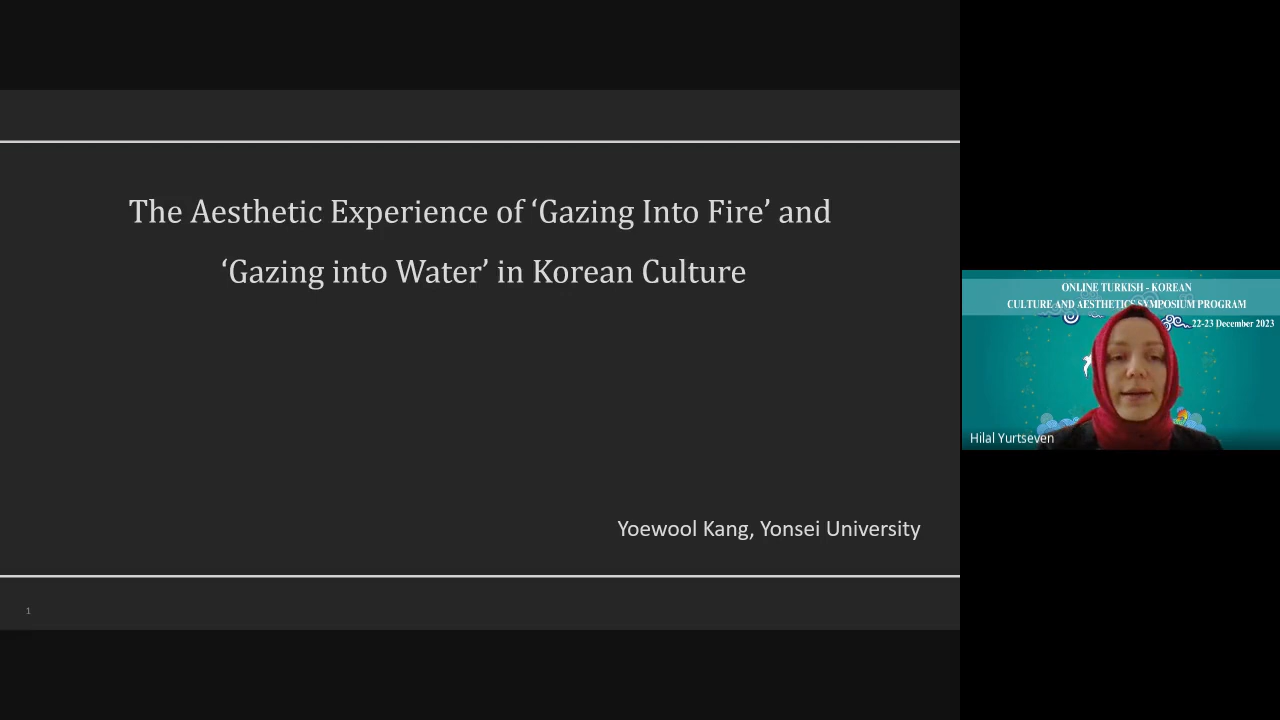 The Aesthetic Experience of ‘Gazing Into Fire’ and
‘Gazing into Water’ in Korean Culture
Yoewool Kang, Yonsei University
1
ONLINE TURKISH - KOREAN
CULTURE AND AESTHETICS SYMPOSIUM PROGRAM
22-23 December 2023
Hilal Yurtseven